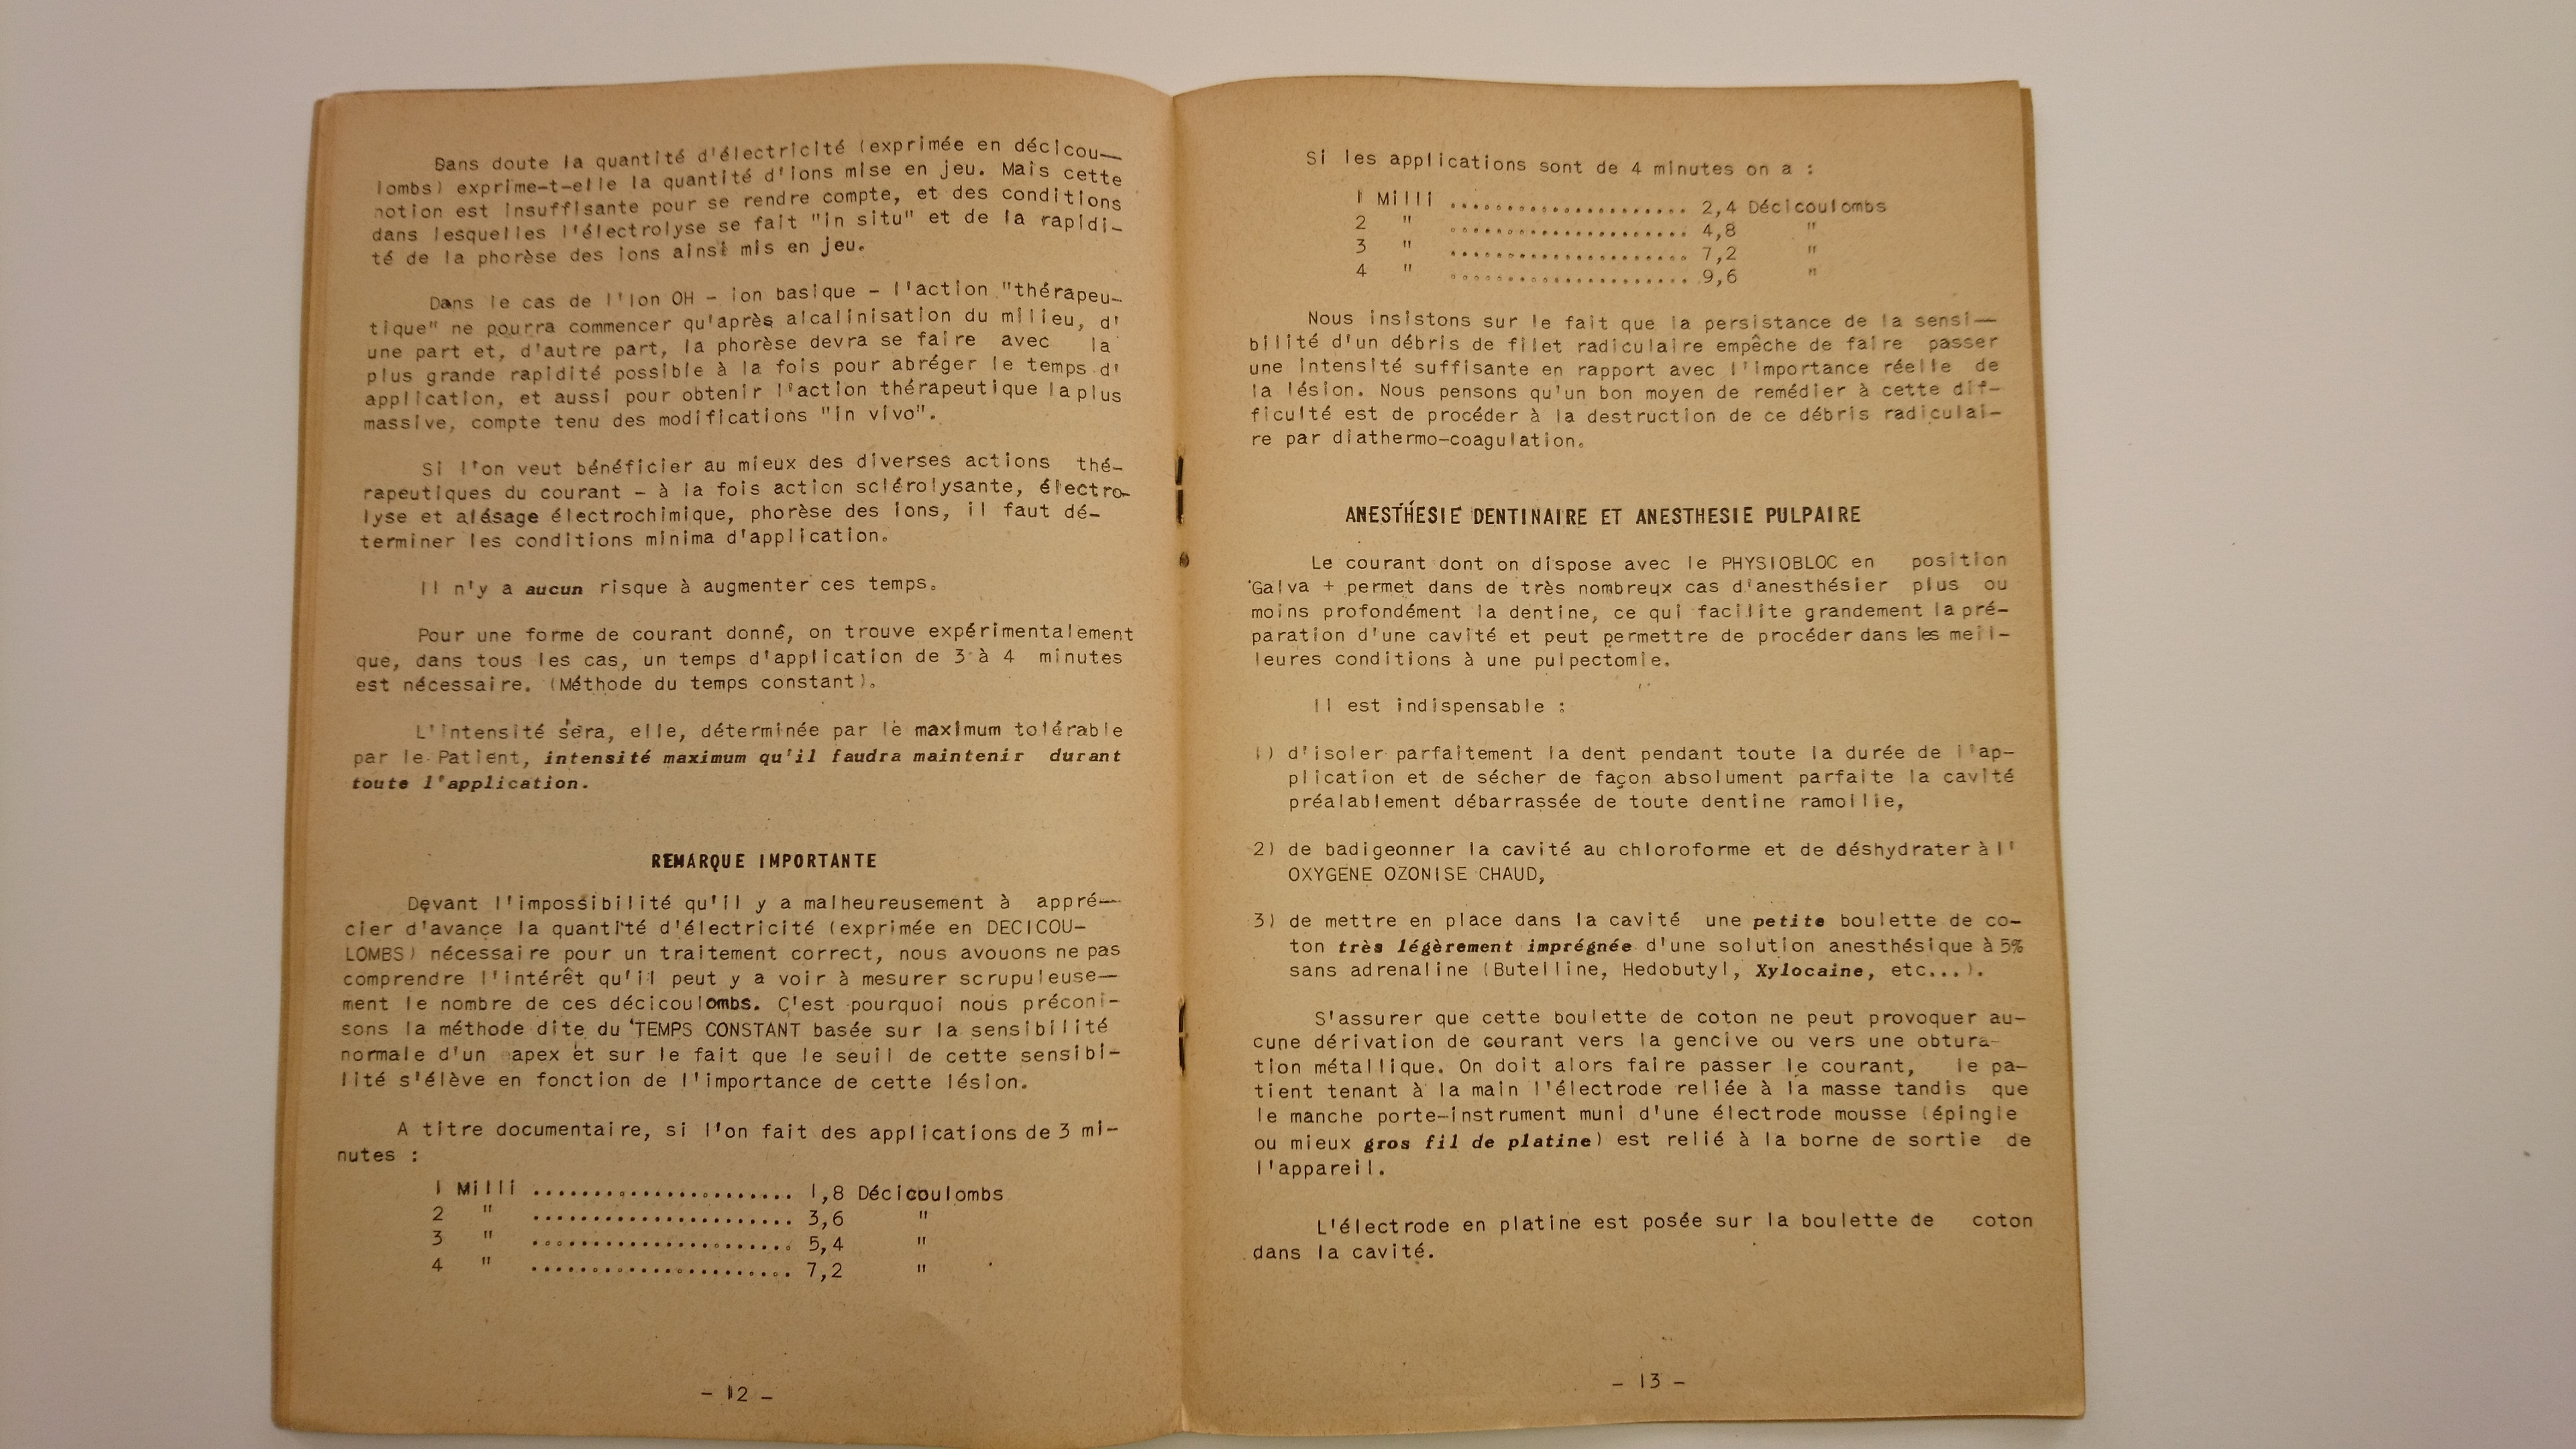 Sans doute la quantité d'électricité (exprimée en décicou—
lombs) exprime-t-elle la quantité d'ions mise en jeu. Mais cette
notion est insuffisante pour se rendre compte, et des conditions
dans lesquelles l'électrolyse se fait "in situ" et de la rapidi-
té de la phorèse des ions ainsi mis en jeu.
Dans le cas de l'Ion OH - ion basique - l'action "thérapeu-
tique" ne pourra commencer qu'après alcalinisation du milieu, d'
une part et, d'autre part, la phorèse devra se faire avec la
plus grande rapidité possible à la fois pour abréger le temps d'
application, et aussi pour obtenir l'action thérapeutique la plus
massive, compte tenu des modifications "in vivo".
Si l'on veut bénéficier au mieux des diverses actions thé-
rapeutiques du courant - à la fois action sclérolysante, électro-
lyse et alésage électrochimique, phorèse des ions, il faut dé-
terminer les conditions minima d'application.
Il n'y a aucun risque à augmenter ces temps.
Pour une forme de courant donné, on trouve expérimentalement
que, dans tous les cas, un temps d'application de 3 à 4 minutes
est nécessaire. (Méthode du temps constant).
L'intensité sera, elle, déterminée par le maximum tolérable
par le Patient, intensité maximum qu'il faudra maintenir durant
toute l'application.
REMARQUE IMPORTANTE
Devant l'impossibilité qu'il y a malheureusement à appré—
cier d'avance la quantité d'électricité (exprimée en DECICOU-
LOMBS) nécessaire pour un traitement correct, nous avouons ne pas
comprendre l'intérêt qu'il peut y a voir à mesurer scrupuleuse—
ment le nombre de ces décicoulombs. C'est pourquoi nous préconi-
sons la méthode dite du TEMPS CONSTANT basée sur la sensibilité
normale d'un apex et sur le fait que le seuil de cette sensibi-
lité s'élève en fonction de l'importance de cette lésion.
A titre documentaire, si l'on fait des applications de 3 mi-
nutes :
1 Milli ...................... 1,8 Décicoulombs
2 " ...................... 3,6 "
3 " ...................... 5,4 "
4 " ...................... 7,2 "
- 12 -
Si les applications sont de 4 minutes on a :
1 Milli .................... 2,4 Décicoulombs
2 " .................... 4,8 "
3 " .................... 7,2 "
4 " .................... 9,6 "
Nous insistons sur le fait que la persistance de la sensi—
bilité d'un débris de filet radiculaire empêche de faire passer
une intensité suffisante en rapport avec l'importance réelle de
la lésion. Nous pensons qu'un bon moyen de remédier à cette dif-
ficulté est de procéder à la destruction de ce débris radiculai-
re par diathermo-coagulation.
ANESTHESIE DENTINAIRE ET ANESTHESIE PULPAIRE
Le courant dont on dispose avec le PHYSIOBLOC en position
Galva + permet dans de très nombreux cas d'anesthésier plus ou
moins profondément la dentine, ce qui facilite grandement la pré-
paration d'une cavité et peut permettre de procéder dans les meil-
leures conditions à une pulpectomie.
Il est indispensable :
1) d'isoler parfaitement la dent pendant toute la durée de l'ap-
plication et de sécher de façon absolument parfaite la cavité
préalablement débarrassée de toute dentine ramollie,
2) de badigeonner la cavité au chloroforme et de déshydrater à l'
OXYGENE OZONISE CHAUD,
3) de mettre en place dans la cavité une petite boulette de co-
ton très légèrement imprégnée d'une solution anesthésique à 5%
sans adrenaline (Butelline, Hedobutyl, Xylocaine, etc...).
S'assurer que cette boulette de coton ne peut provoquer au-
cune dérivation de courant vers la gencive ou vers une obtura-
tion métallique. On doit alors faire passer le courant, le pa-
tient tenant à la main l'électrode reliée à la masse tandis que
le manche porte-instrument muni d'une électrode mousse (épingle
ou mieux gros fil de platine) est relié à la borne de sortie de
l'appareil.
L'électrode en platine est posée sur la boulette de coton
dans la cavité.
- 13 -